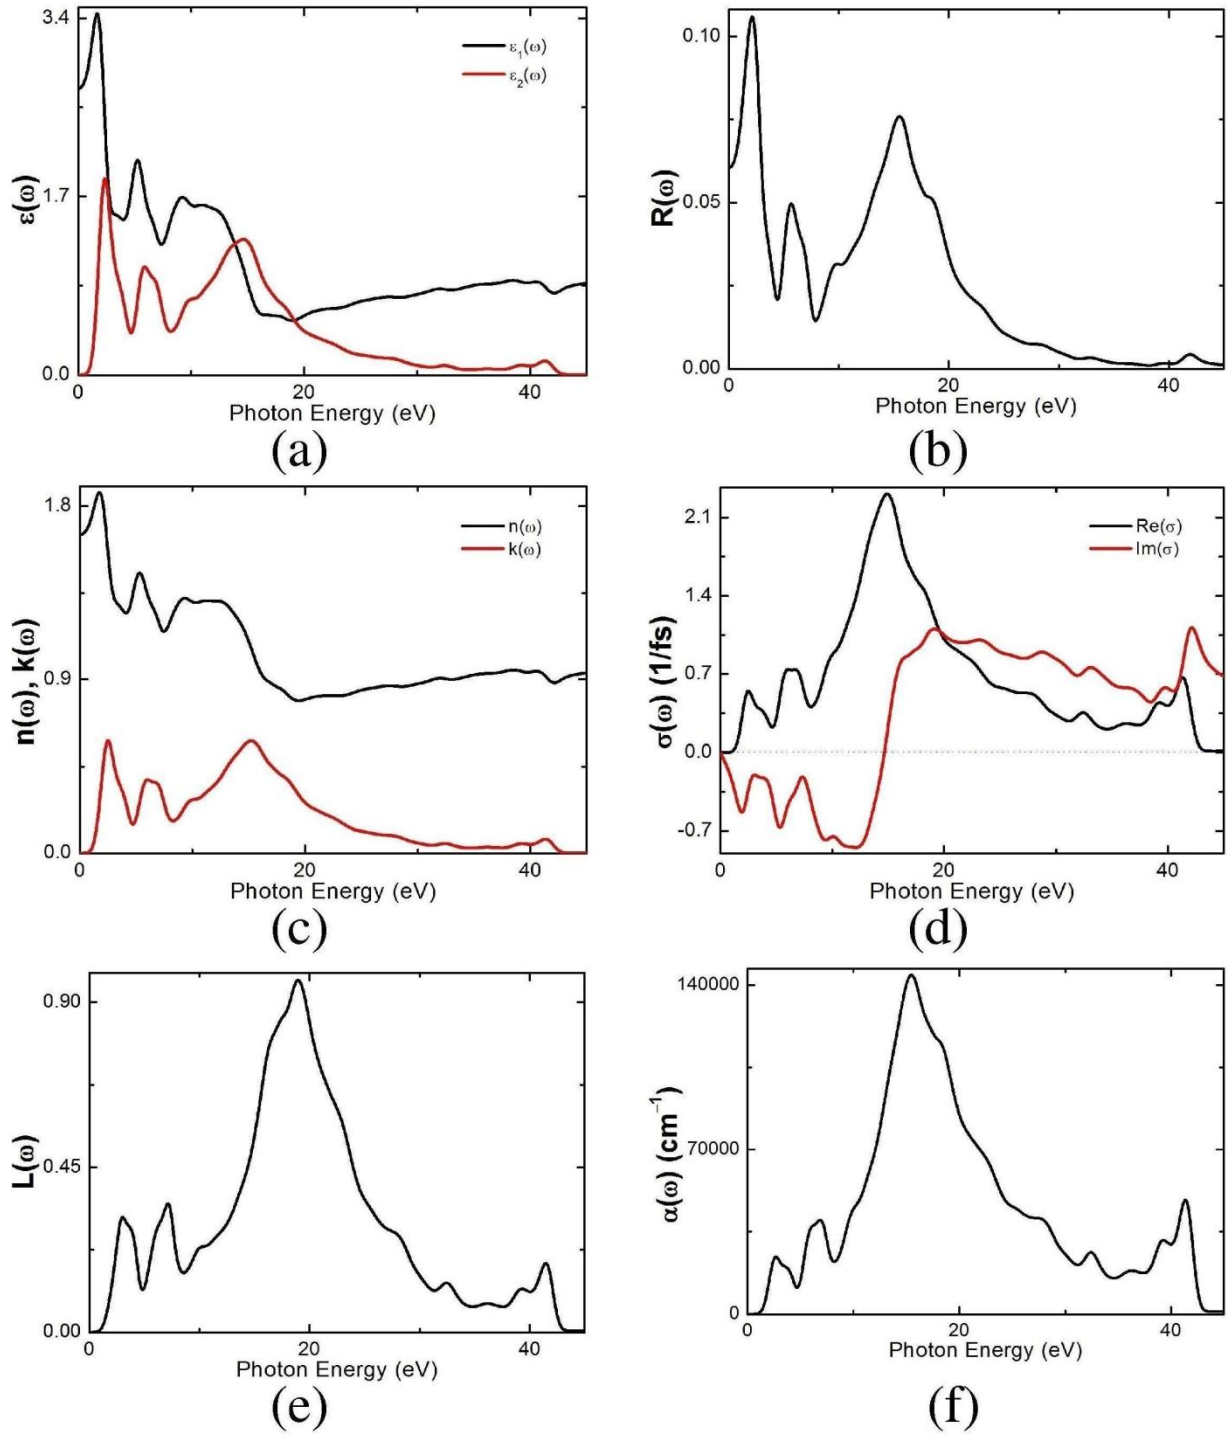 3.4
1.7
0.0
ε(ω)
ε₁(ω)
ε₂(ω)
0
20
40
Photon Energy (eV)
(a)
0.10
0.05
0.00
R(ω)
0
20
40
Photon Energy (eV)
(b)
1.8
0.9
0.0
n(ω), k(ω)
n(ω)
k(ω)
0
20
40
Photon Energy (eV)
(c)
2.1
1.4
0.7
0.0
-0.7
σ(ω) (1/fs)
Re(σ)
Im(σ)
0
20
40
Photon Energy (eV)
(d)
0.90
0.45
0.00
L(ω)
0
20
40
Photon Energy (eV)
(e)
140000
70000
0
α(ω) (cm⁻¹)
0
20
40
Photon Energy (eV)
(f)